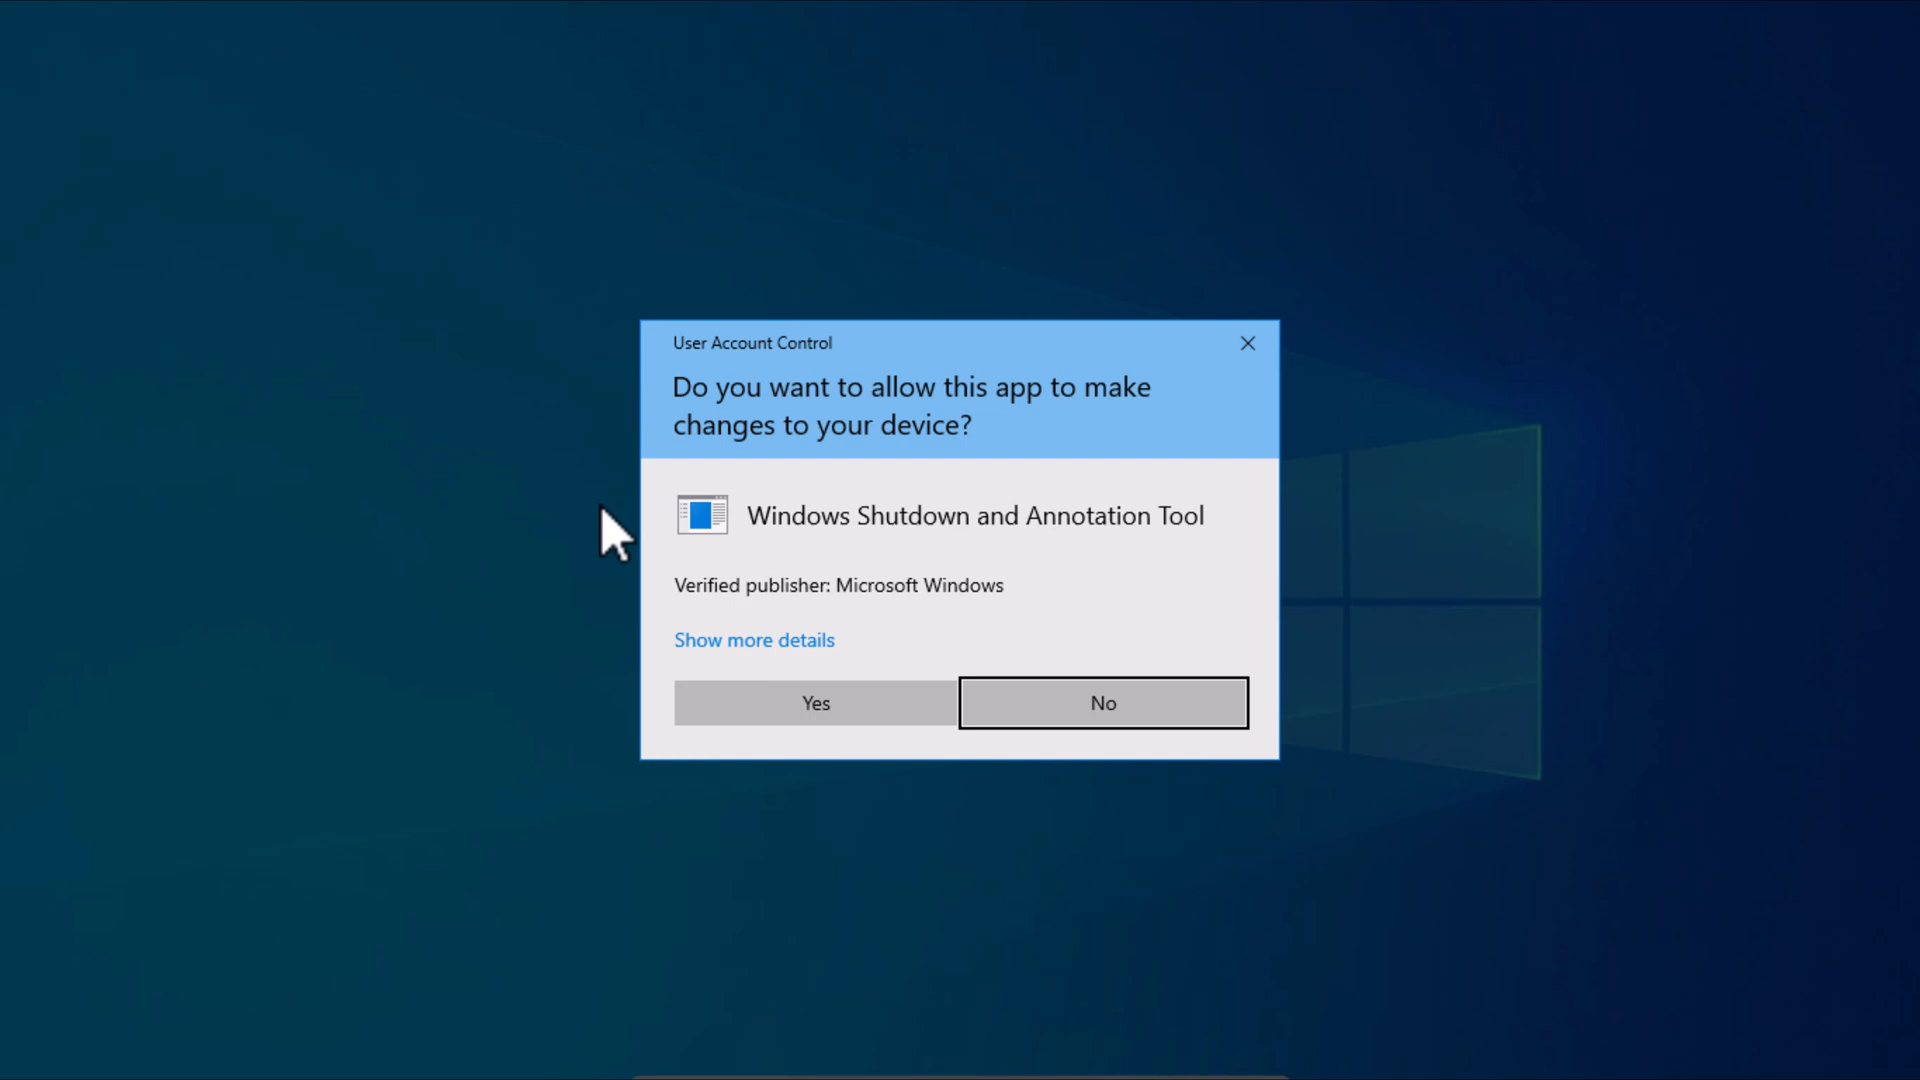 User Account Control
Do you want to allow this app to make
changes to your device?
Windows Shutdown and Annotation Tool
Verified publisher: Microsoft Windows
Show more details
Yes
No